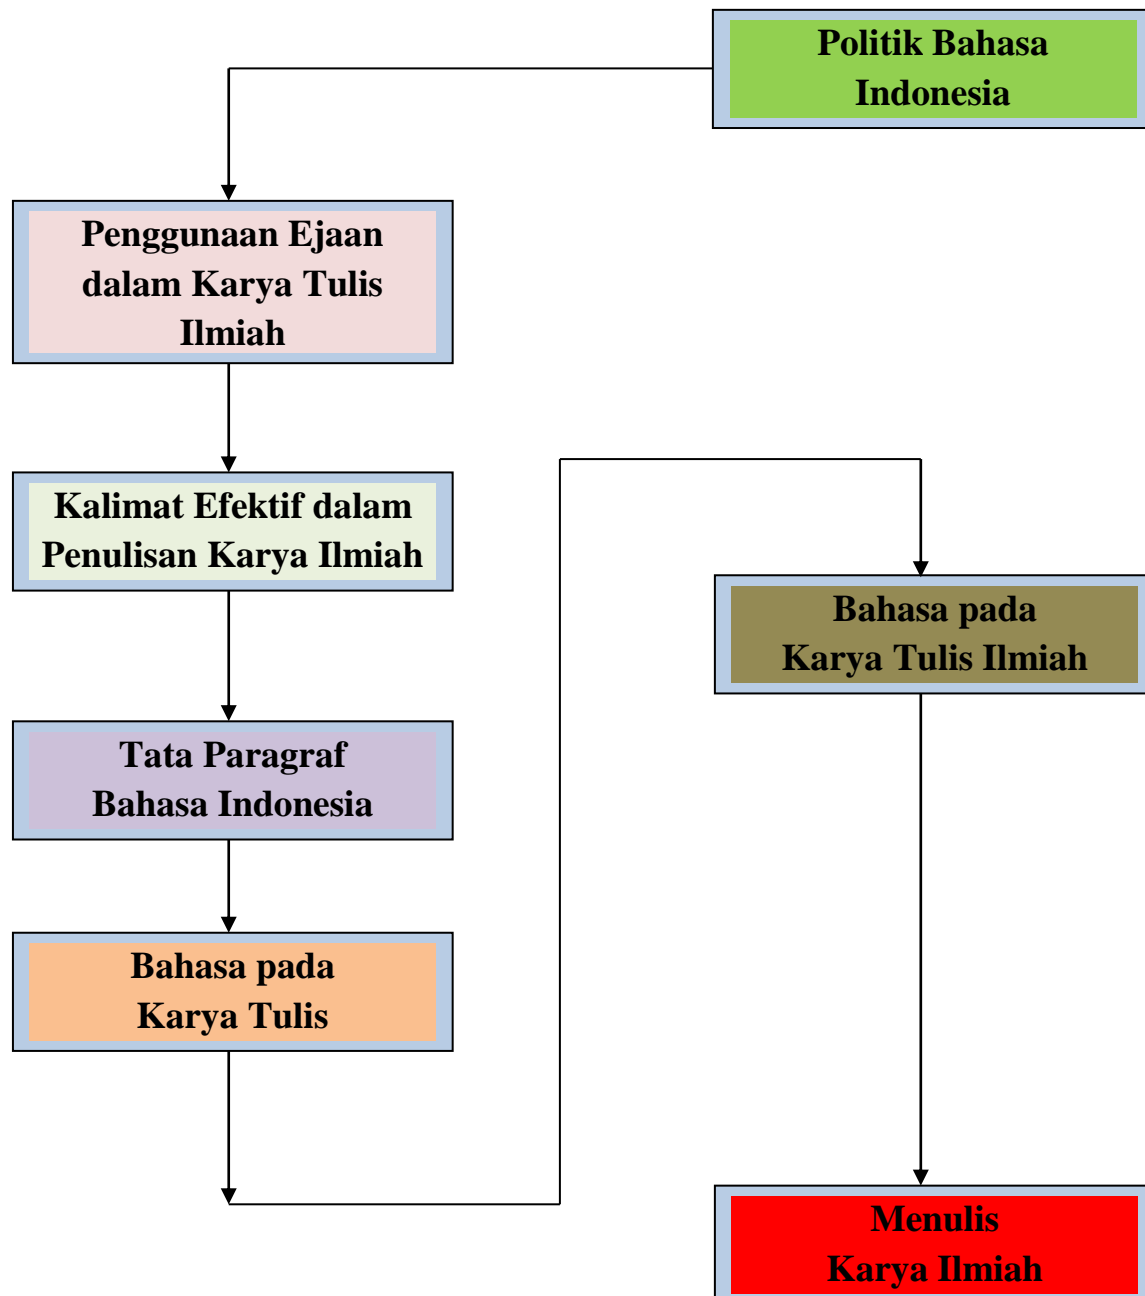 Politik Bahasa
Indonesia
Penggunaan Ejaan
dalam Karya Tulis
Ilmiah
Kalimat Efektif dalam
Penulisan Karya Ilmiah
Tata Paragraf
Bahasa Indonesia
Bahasa pada
Karya Tulis
Bahasa pada
Karya Tulis Ilmiah
Menulis
Karya Ilmiah